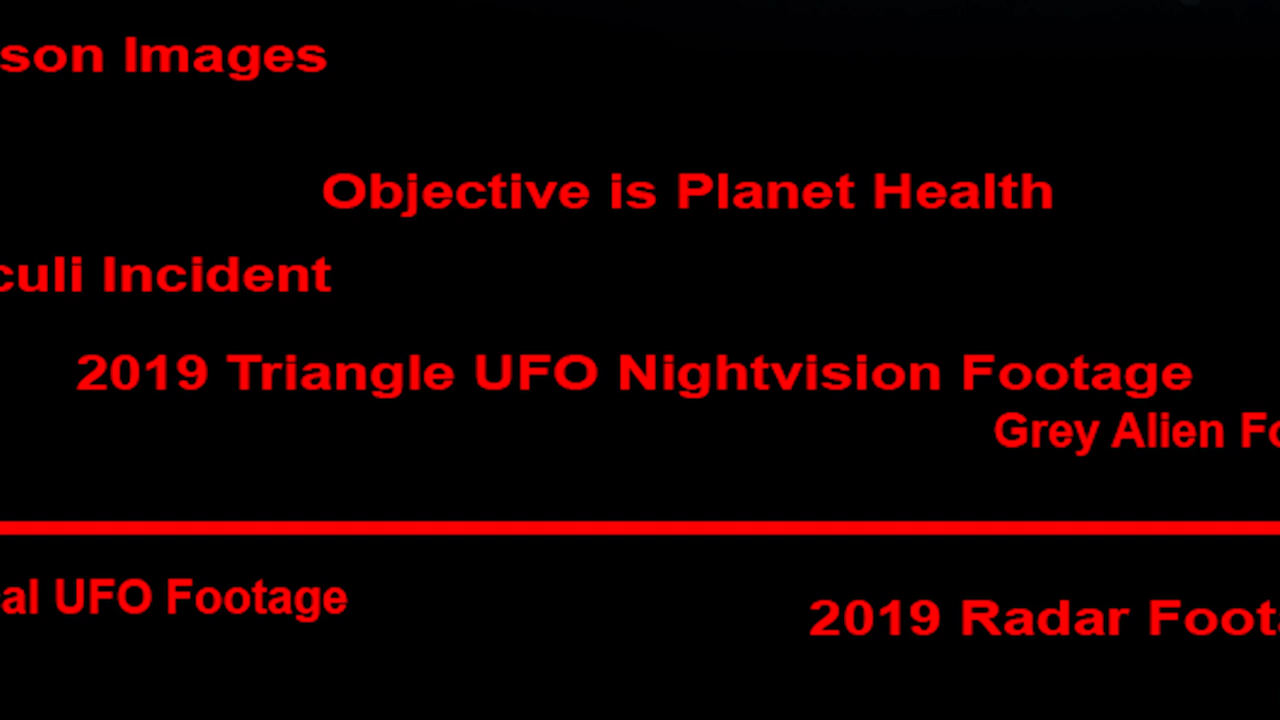 son Images
Objective is Planet Health
culi Incident
2019 Triangle UFO Nightvision Footage
Grey Alien Fo
al UFO Footage
2019 Radar Foota